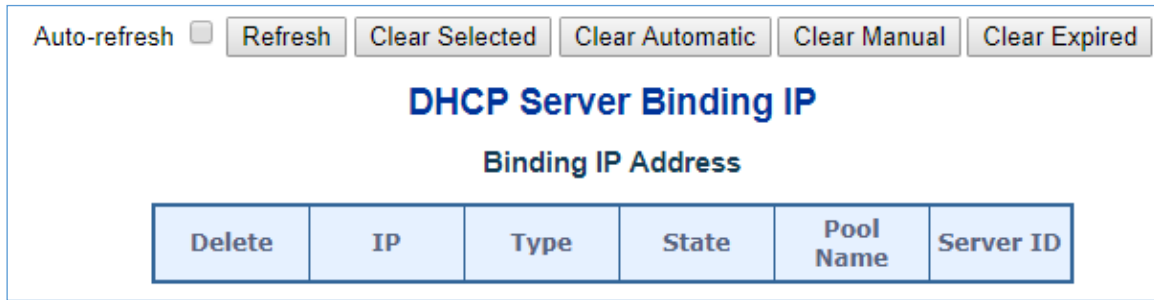 Auto-refresh Refresh Clear Selected Clear Automatic Clear Manual Clear Expired
DHCP Server Binding IP
Binding IP Address
Delete IP Type State Pool Name Server ID